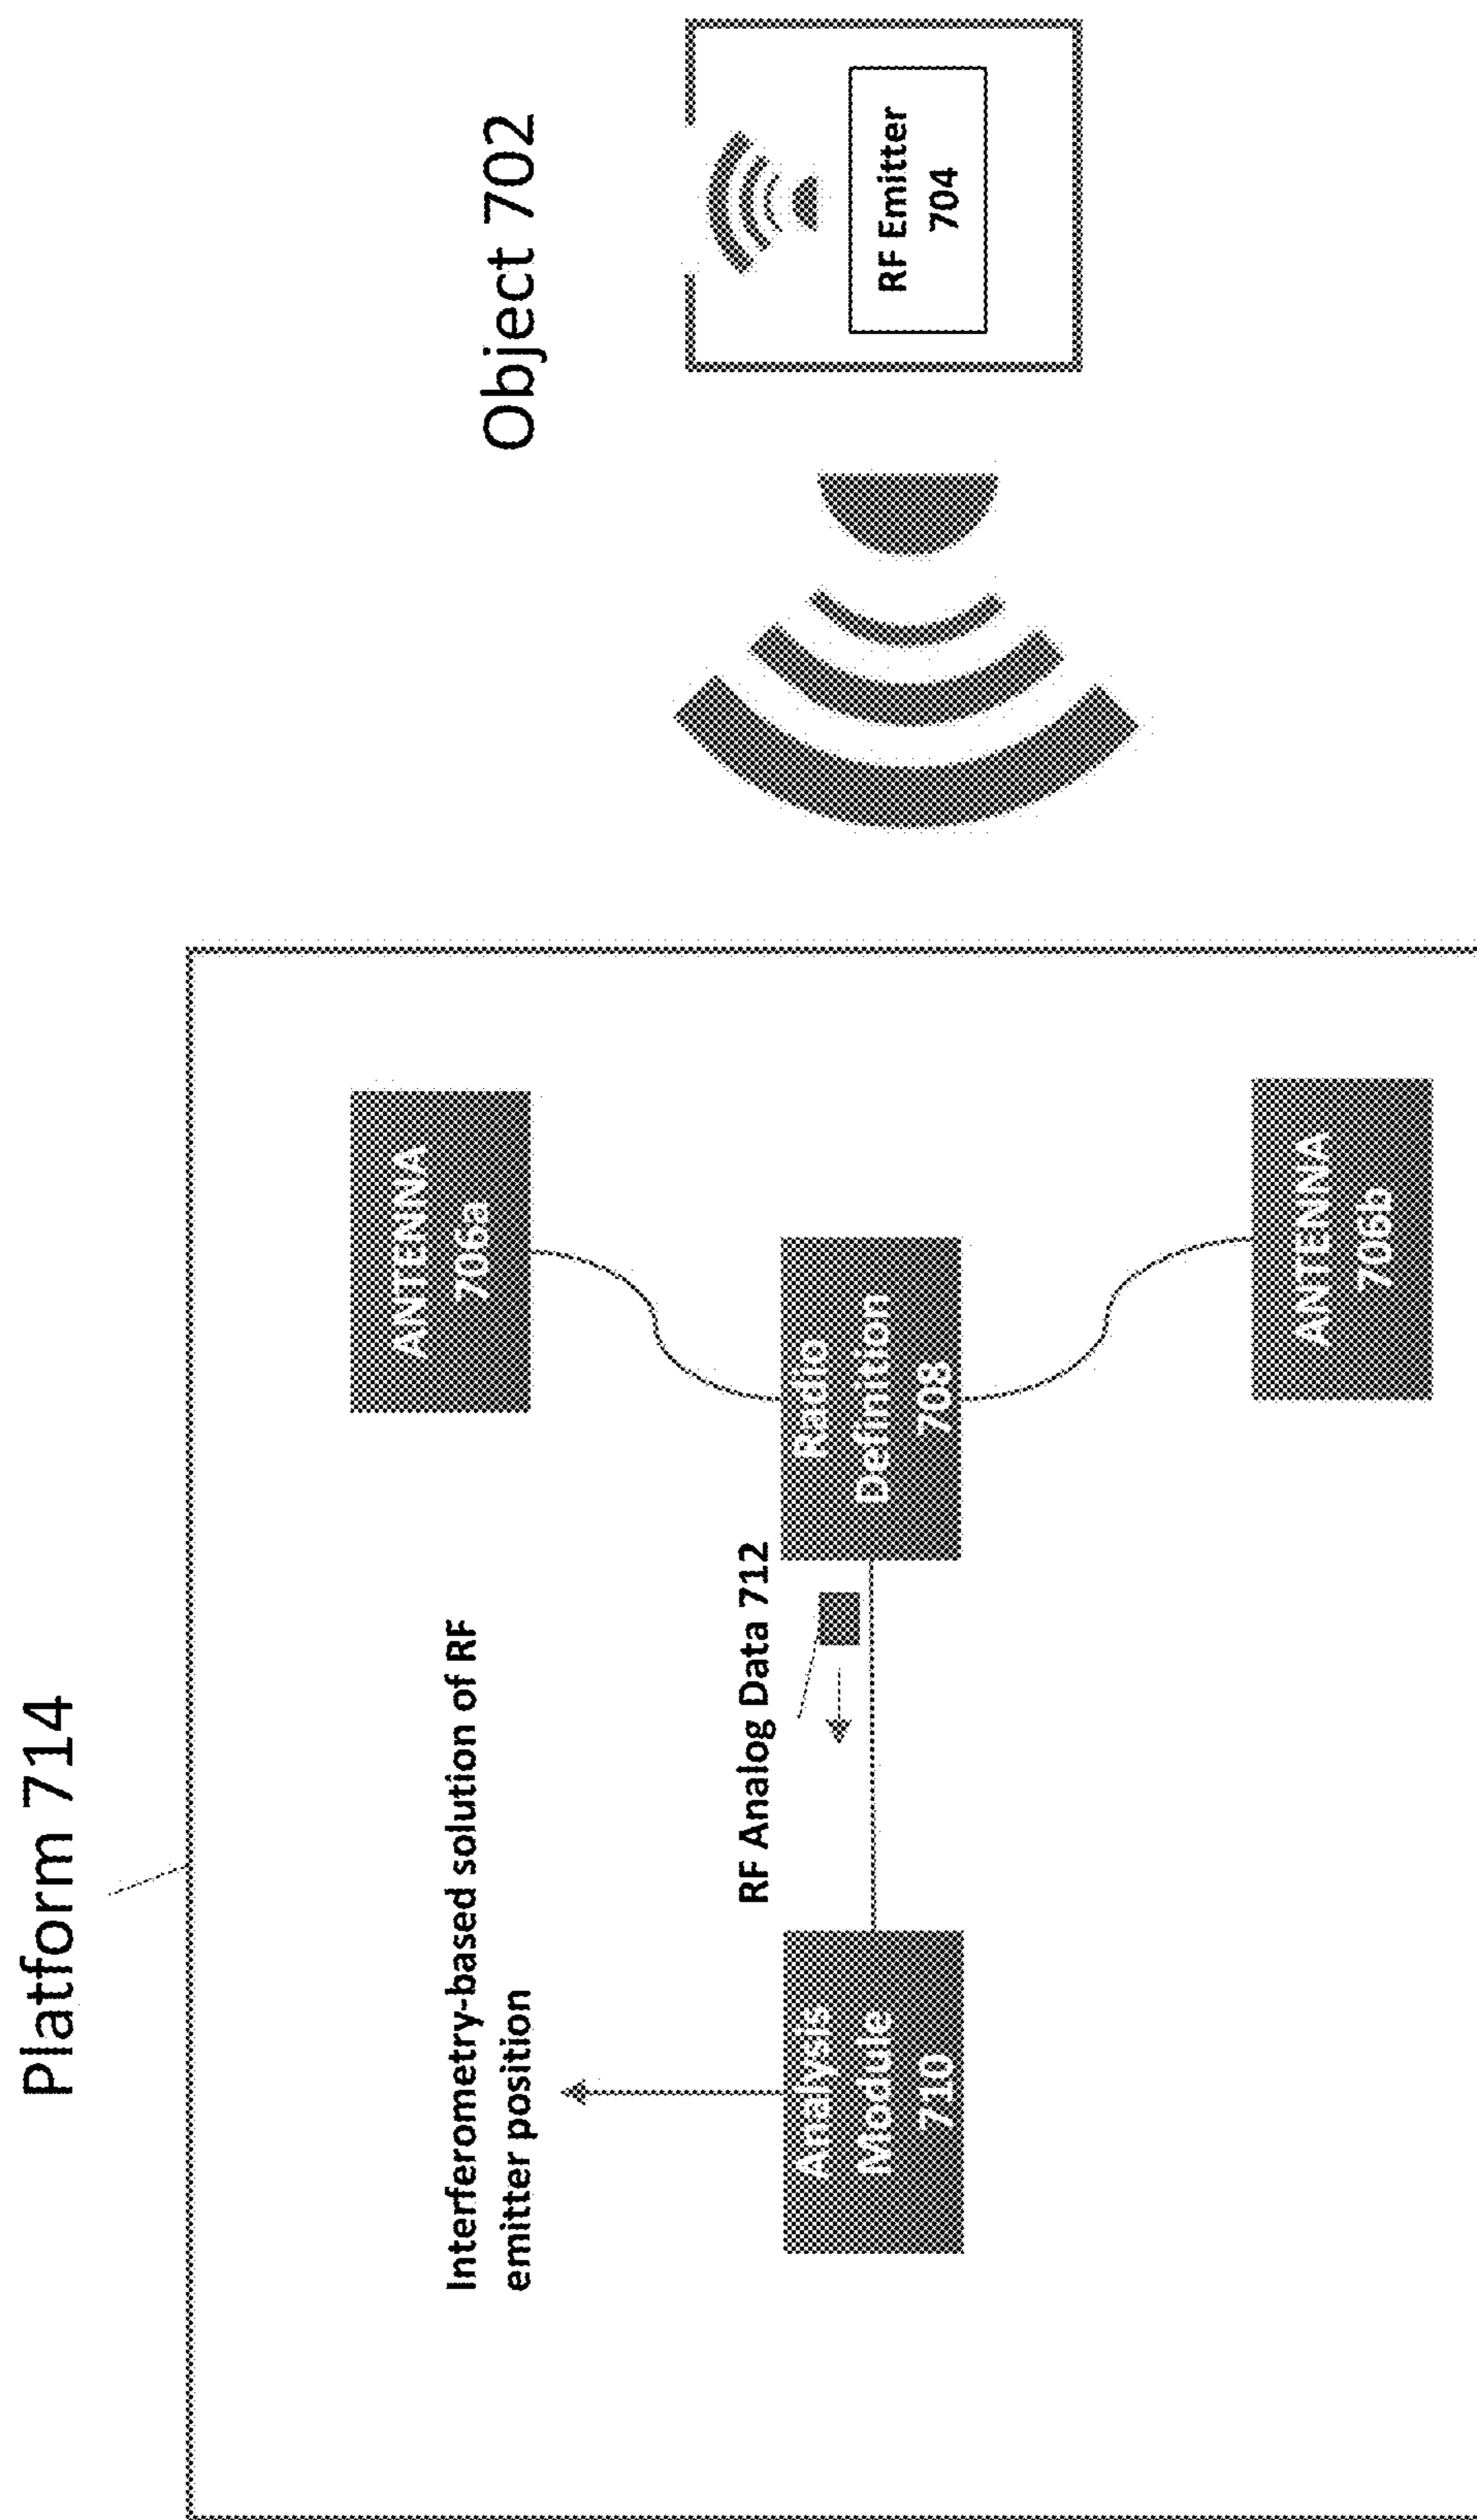 Platform 714
Object 702
Interferometry-based solution of RF
emitter position
RF Analog Data 712
Analysis
Module
710
Radio
Definition
708
ANTENNA
706a
ANTENNA
706b
RF Emitter
704